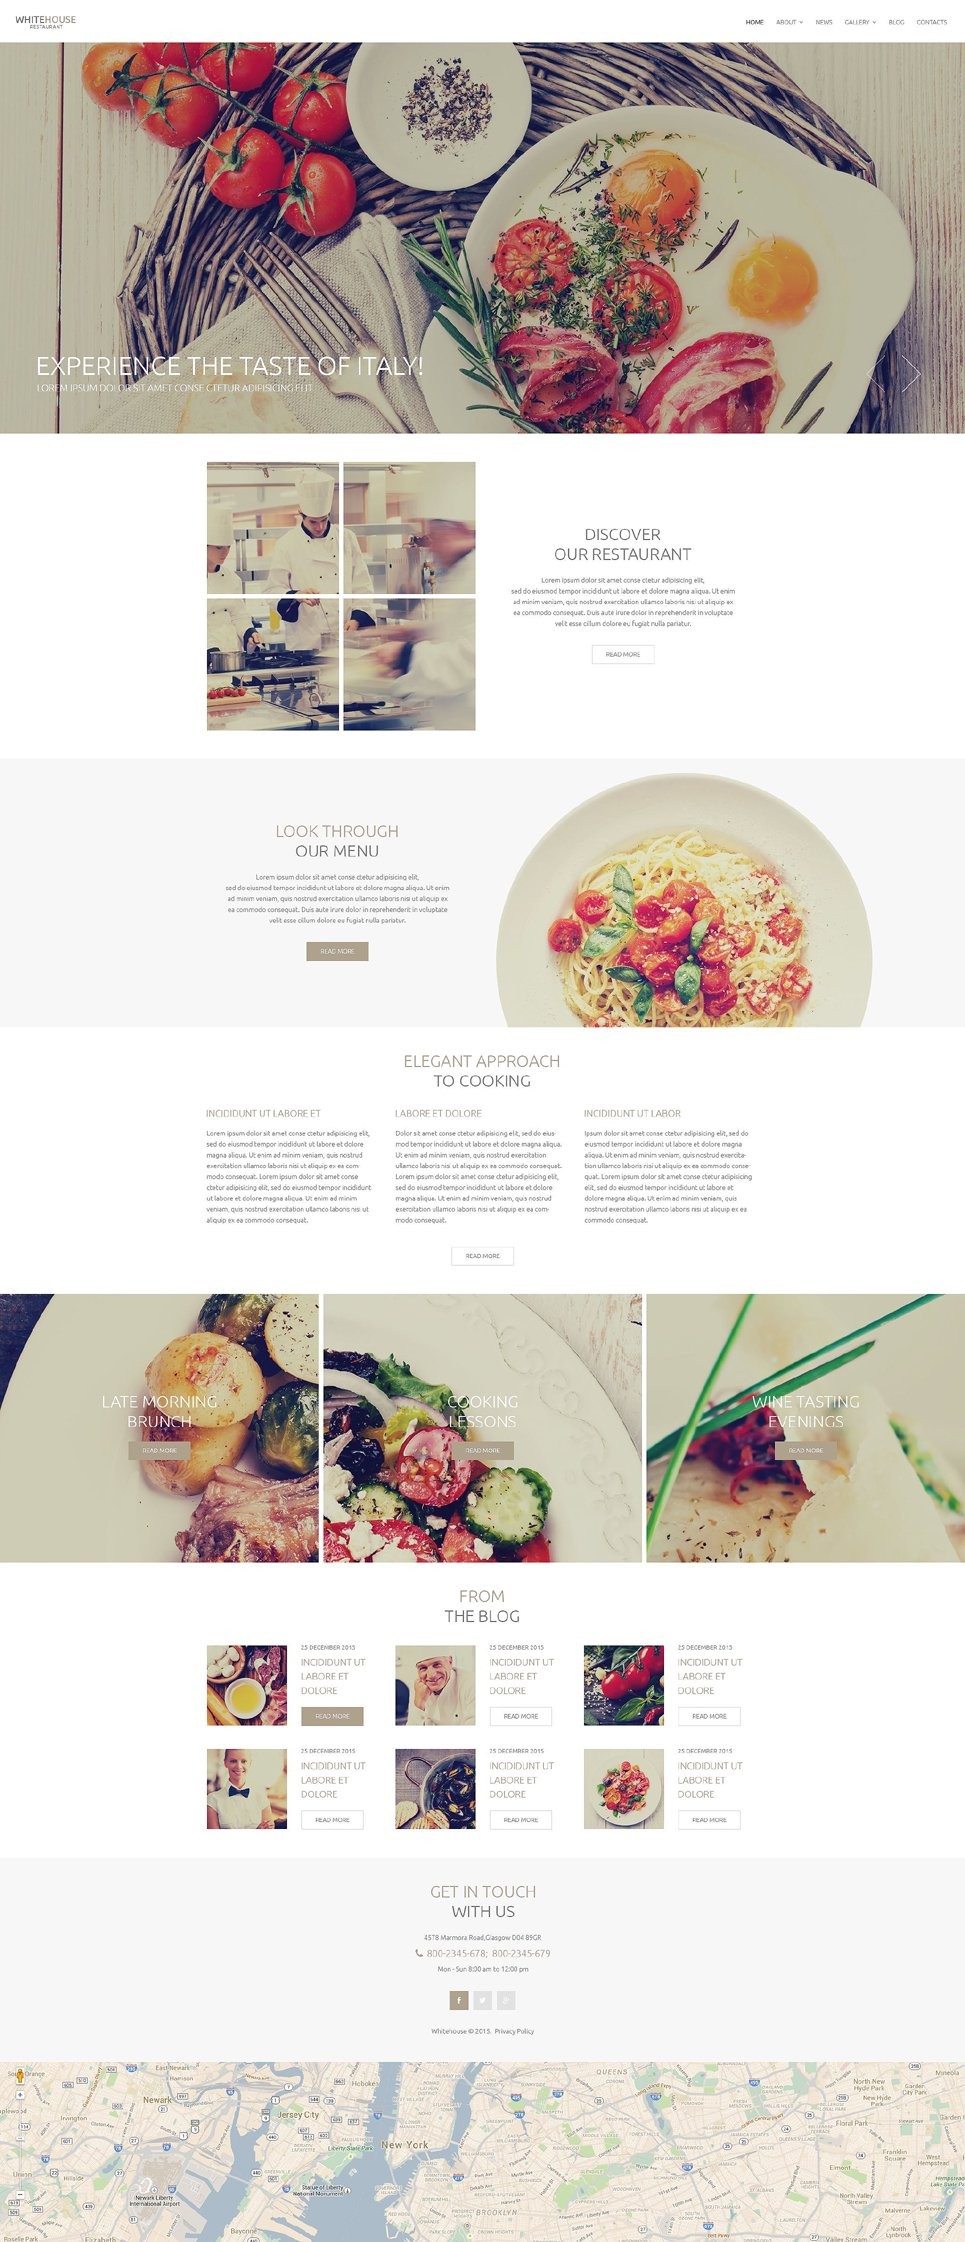 WHITEHOUSE
RESTAURANT
HOME ABOUT NEWS GALLERY BLOG CONTACTS
EXPERIENCE THE TASTE OF ITALY!
LOREM IPSUM DOLOR SIT AMET CONSE CTETUR ADIPISICING ELIT
DISCOVER
OUR RESTAURANT
Lorem ipsum dolor sit amet conse ctetur adipisicing elit,
sed do eiusmod tempor incididunt ut labore et dolore magna aliqua. Ut enim
ad minim veniam, quis nostrud exercitation ullamco laboris nisi ut aliquip ex
ea commodo consequat. Duis aute irure dolor in reprehenderit in voluptate
velit esse cillum dolore eu fugiat nulla pariatur.
READ MORE
LOOK THROUGH
OUR MENU
Lorem ipsum dolor sit amet conse ctetur adipisicing elit,
sed do eiusmod tempor incididunt ut labore et dolore magna aliqua. Ut enim
ad minim veniam, quis nostrud exercitation ullamco laboris nisi ut aliquip ex
ea commodo consequat. Duis aute irure dolor in reprehenderit in voluptate
velit esse cillum dolore eu fugiat nulla pariatur.
READ MORE
ELEGANT APPROACH
TO COOKING
INCIDIDUNT UT LABORE ET
Lorem ipsum dolor sit amet conse ctetur adipisicing elit,
sed do eiusmod tempor incididunt ut labore et dolore
magna aliqua. Ut enim ad minim veniam, quis nostrud
exercitation ullamco laboris nisi ut aliquip ex ea com-
modo consequat. Lorem ipsum dolor sit amet conse
ctetur adipisicing elit, sed do eiusmod tempor incididunt
ut labore et dolore magna aliqua. Ut enim ad minim
veniam, quis nostrud exercitation ullamco laboris nisi ut
aliquip ex ea commodo consequat.
LABORE ET DOLORE
Dolor sit amet conse ctetur adipisicing elit, sed do eius-
mod tempor incididunt ut labore et dolore magna aliqua.
Ut enim ad minim veniam, quis nostrud exercitation
ullamco laboris nisi ut aliquip ex ea commodo consequat.
Lorem ipsum dolor sit amet conse ctetur adipisicing elit,
sed do eiusmod tempor incididunt ut labore et dolore
magna aliqua. Ut enim ad minim veniam, quis nostrud
exercitation ullamco laboris nisi ut aliquip ex ea com-
modo consequat.
INCIDIDUNT UT LABOR
Ipsum dolor sit amet conse ctetur adipisicing elit, sed do
eiusmod tempor incididunt ut labore et dolore magna
aliqua. Ut enim ad minim veniam, quis nostrud exercita-
tion ullamco laboris nisi ut aliquip ex ea commodo conse-
quat. Lorem ipsum dolor sit amet conse ctetur adipisicing
elit, sed do eiusmod tempor incididunt ut labore et
dolore magna aliqua. Ut enim ad minim veniam, quis
nostrud exercitation ullamco laboris nisi ut aliquip ex ea
commodo consequat.
READ MORE
LATE MORNING
BRUNCH
READ MORE
COOKING
LESSONS
READ MORE
WINE TASTING
EVENINGS
READ MORE
FROM
THE BLOG
25 DECEMBER 2015
INCIDIDUNT UT
LABORE ET
DOLORE
READ MORE
25 DECEMBER 2015
INCIDIDUNT UT
LABORE ET
DOLORE
READ MORE
25 DECEMBER 2015
INCIDIDUNT UT
LABORE ET
DOLORE
READ MORE
25 DECEMBER 2015
INCIDIDUNT UT
LABORE ET
DOLORE
READ MORE
25 DECEMBER 2015
INCIDIDUNT UT
LABORE ET
DOLORE
READ MORE
25 DECEMBER 2015
INCIDIDUNT UT
LABORE ET
DOLORE
READ MORE
GET IN TOUCH
WITH US
4578 Marmora Road,Glasgow D04 89GR
800-2345-678; 800-2345-679
Mon - Sun 8:00 am to 12:00 pm
Whitehouse © 2015. Privacy Policy
East Newark
Harrison
Newark
Irvington
Hillside
Newark Liberty
International Airport
Jersey City
Hoboken
Liberty State Park
New York
Statue of Liberty
National Monument
Bayonne
BROOKLYN
QUEENS
North New
Hyde Park
New Hyde
Park
Garden
City Park
Mineola
Floral Park
Franklin
Square
Elmont
North Valley
Stream
Malverne
Lakeview
North
Lynbrook
Valley Stream
Roselle Park
Elizabeth